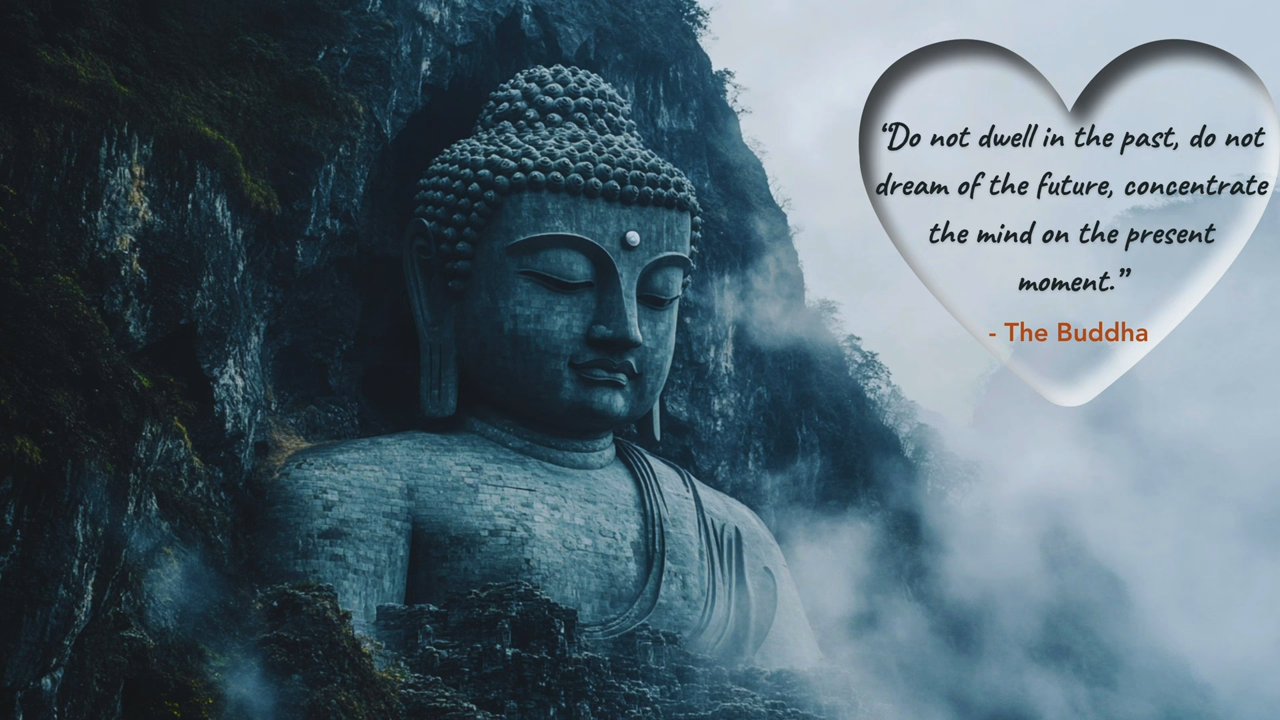 “Do not dwell in the past, do not
dream of the future, concentrate
the mind on the present
moment.”
- The Buddha